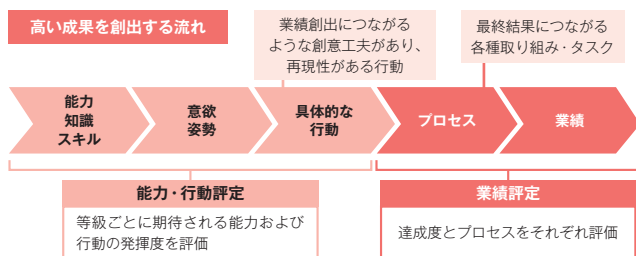 高い成果を創出する流れ
業績創出につながる
ような創意工夫があり、
再現性がある行動
最終結果につながる
各種取り組み・タスク
能力
知識
スキル
意欲
姿勢
具体的な
行動
プロセス
業績
能力・行動評定
等級ごとに期待される能力および
行動の発揮度を評価
業績評定
達成度とプロセスをそれぞれ評価